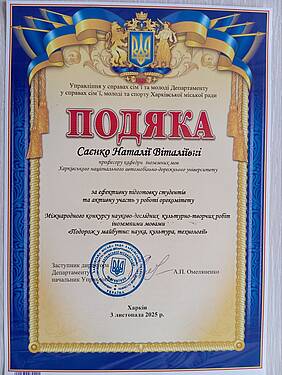 Управління у справах сім'ї та молоді Департаменту
у справах сім'ї, молоді та спорту Харківської міської ради
ПОДЯКА
Саєнко Наталії Віталіївні
професору кафедри іноземних мов
Харківського національного автомобільно-дорожнього університету
за ефективну підготовку студентів
та активну участь у роботі оргкомітету
Міжнародного конкурсу науково-дослідних культурно-творчих робіт
іноземними мовами
«Подорож у майбутнє: наука, культура, технології»
Заступник директора
Департаменту
начальник Управ
А.П. Омельяненко
Харків
3 листопада 2025 р.